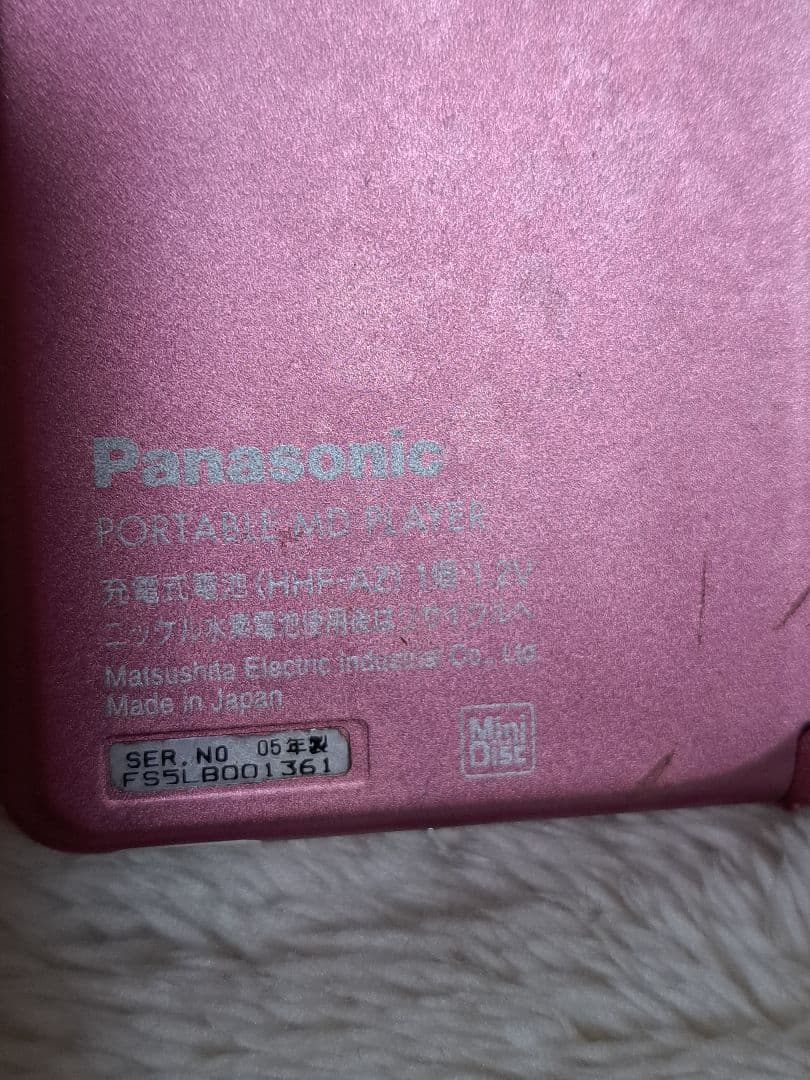 Panasonic
PORTABLE MD PLAYER
充電式電池(HHF-AZ) 1個 1.2V
ニッケル水素電池使用後はリサイクルへ
Matsushita Electric Industrial Co., Ltd.
Made in Japan
SER. NO 05年製
FS5LB001361
Mini
Disc